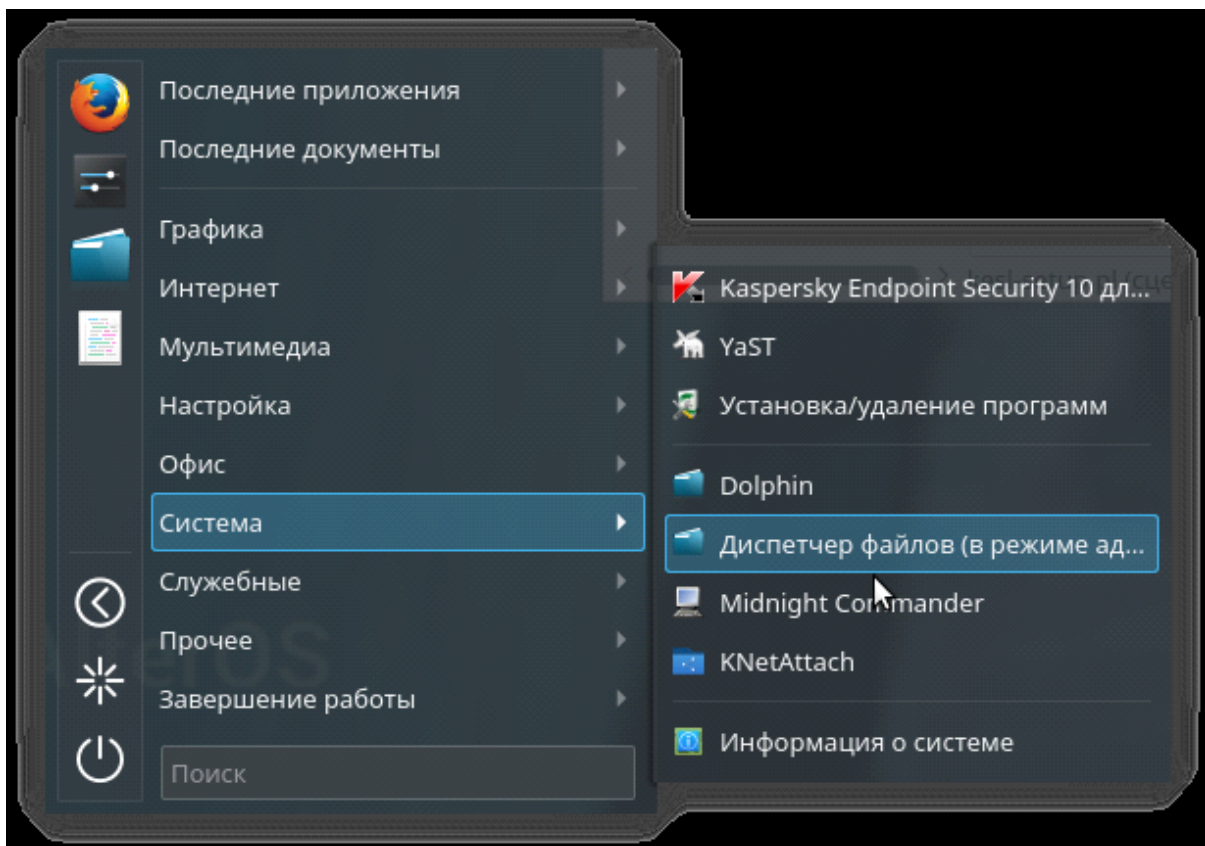 Последние приложения
Последние документы
Графика
Интернет
Мультимедиа
Настройка
Офис
Система
Служебные
Прочее
Завершение работы
Поиск
Kaspersky Endpoint Security 10 дл...
YaST
Установка/удаление программ
Dolphin
Диспетчер файлов (в режиме ад...
Midnight Commander
KNetAttach
Информация о системе
AlterOS